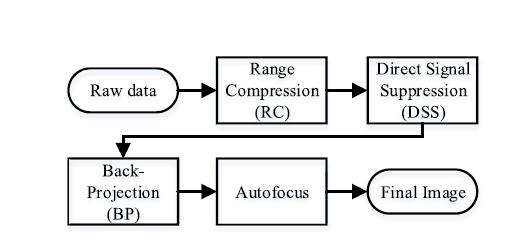 Raw data
Range
Compression
(RC)
Direct Signal
Suppression
(DSS)
Back-
Projection
(BP)
Autofocus
Final Image